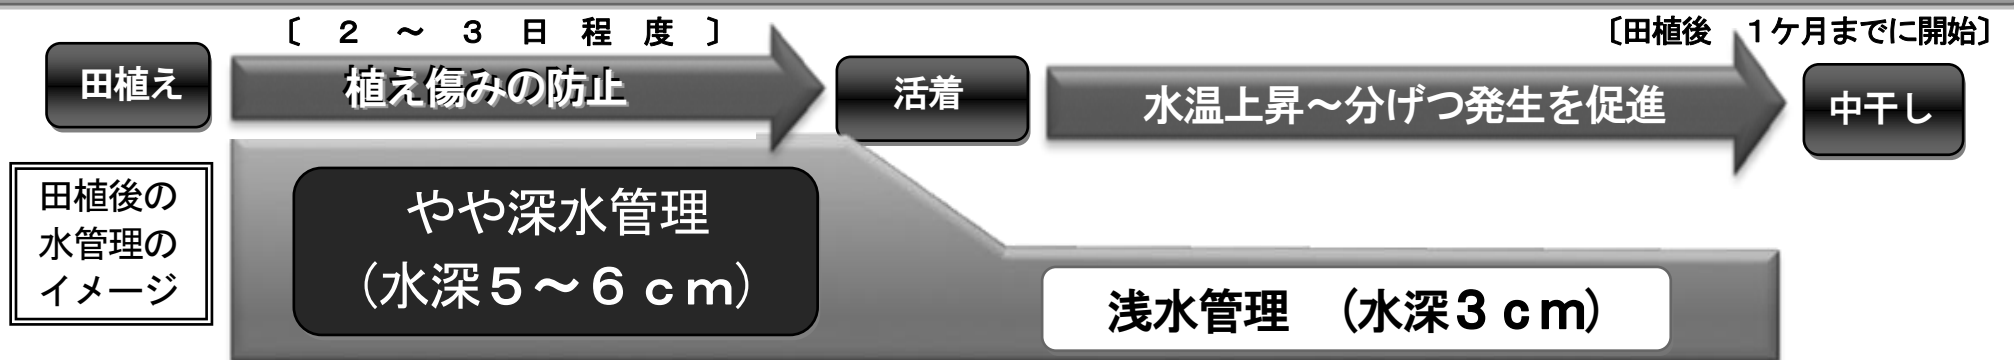 〔 ２ ～ ３ 日 程 度 〕
〔田植後 １ケ月までに開始〕
田植え
植え傷みの防止
活着
水温上昇～分げつ発生を促進
中干し
田植後の
水管理の
イメージ
やや深水管理
（水深５～６ｃｍ）
浅水管理 （水深３ｃｍ）